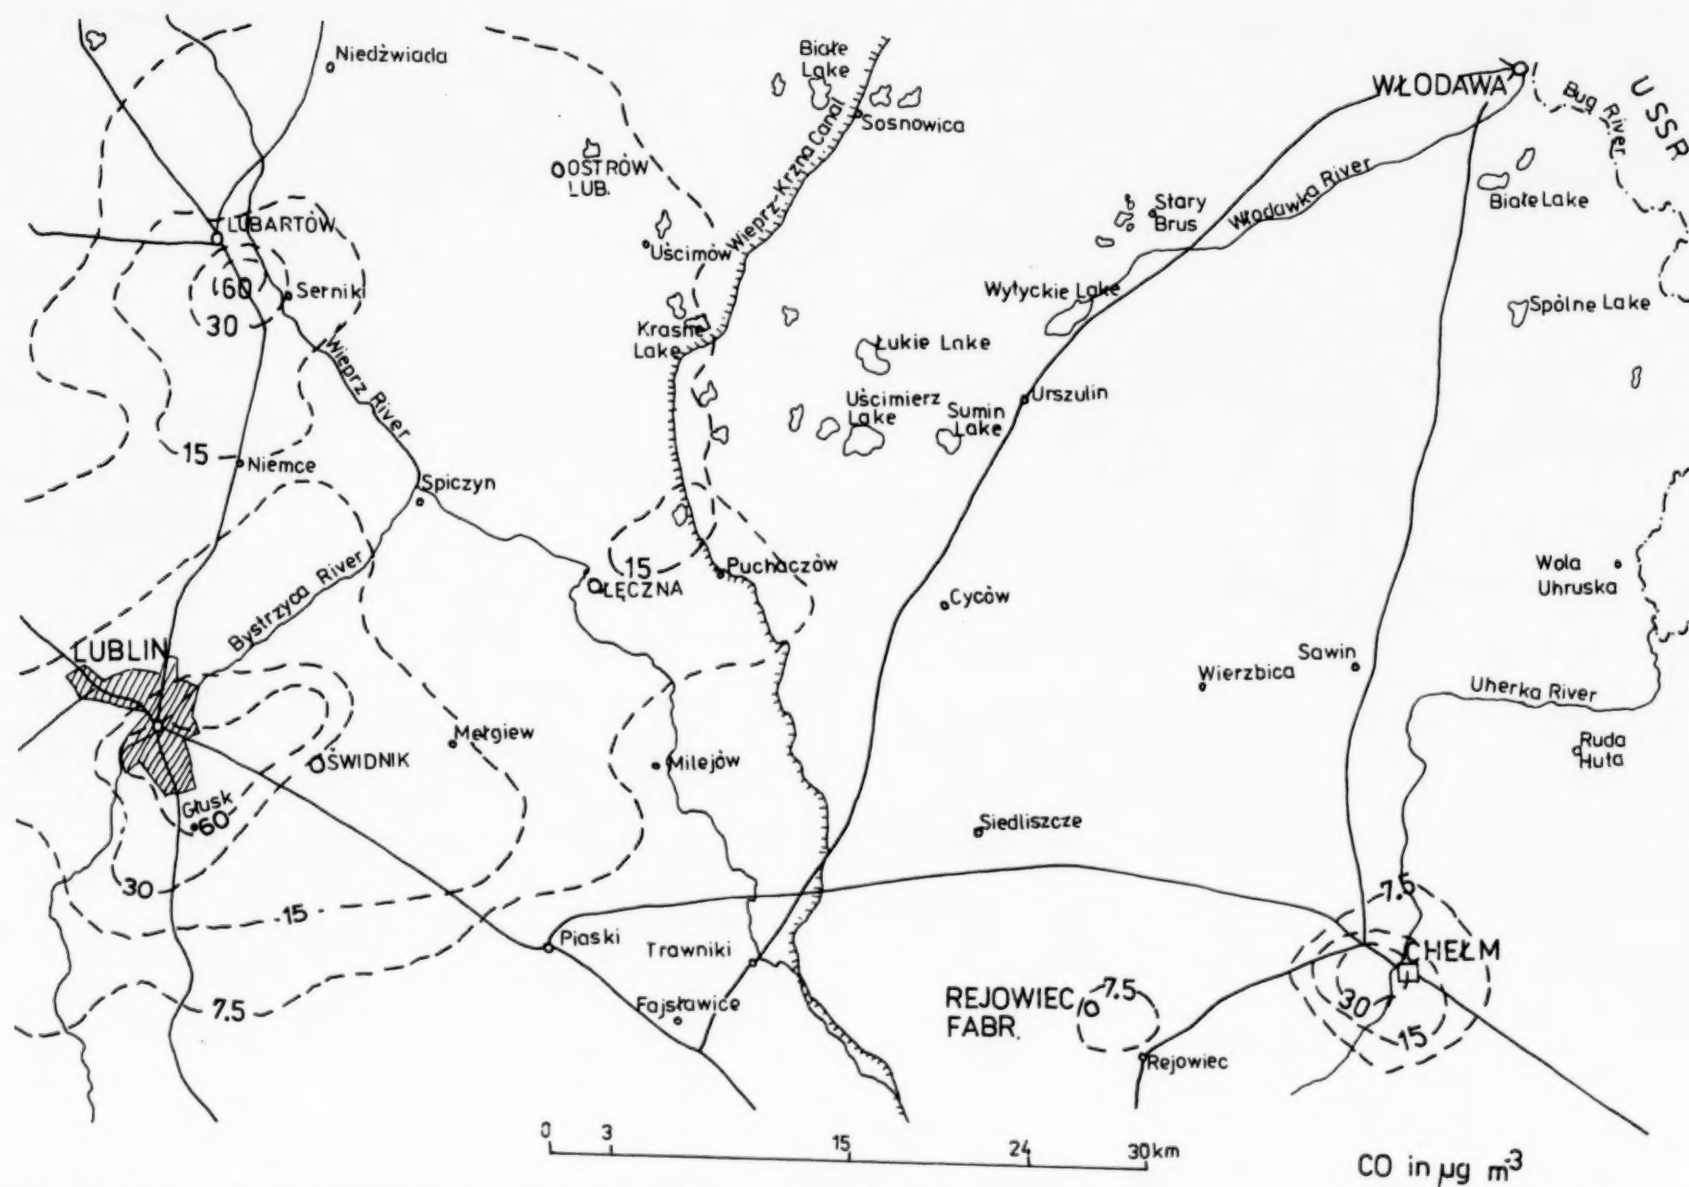 Niedźwiada
Białe
Lake
WŁODAWA
Bug River
USSR
Sosnowica
Wieprz-Krzna Canal
OSTRÓW
LUB.
Stary
Brus
Włodawka River
Białe Lake
LUBARTÓW
Uścimów
60
Serniki
30
Wytyckie Lake
Spólne Lake
Krasne
Lake
Łukie Lake
Wieprz River
Uścimierz
Lake
Sumin
Lake
Urszulin
15
Niemce
Spiczyn
15
Puchaczów
ŁĘCZNA
Wola
Uhruska
Bystrzyca River
Cyców
LUBLIN
Wierzbica
Sawin
Uherka River
Mełgiew
ŚWIDNIK
Milejów
Ruda
Huta
Głusk
60
Siedliszcze
30
15
7.5
Piaski
Trawniki
CHEŁM
7.5
Fajsławice
REJOWIEC
FABR.
7.5
30
15
Rejowiec
0 3 15 24 30km
CO in µg m-3